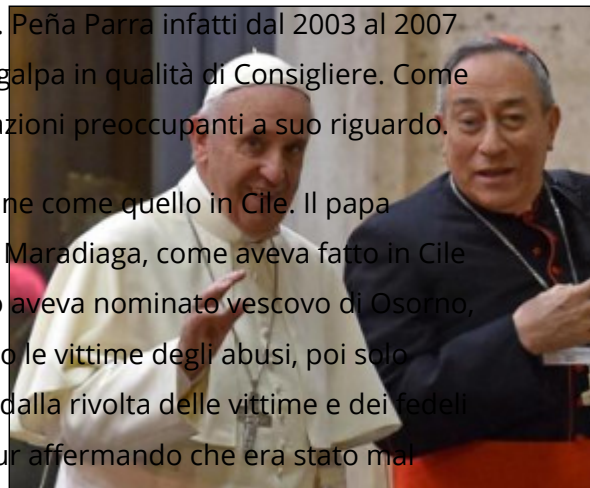 . Peña Parra infatti dal 2003 al 2007
galpa in qualità di Consigliere. Come
azioni preoccupanti a suo riguardo.
ne come quello in Cile. Il papa
Maradiaga, come aveva fatto in Cile
aveva nominato vescovo di Osorno,
o le vittime degli abusi, poi solo
dalla rivolta delle vittime e dei fedeli
ur affermando che era stato mal